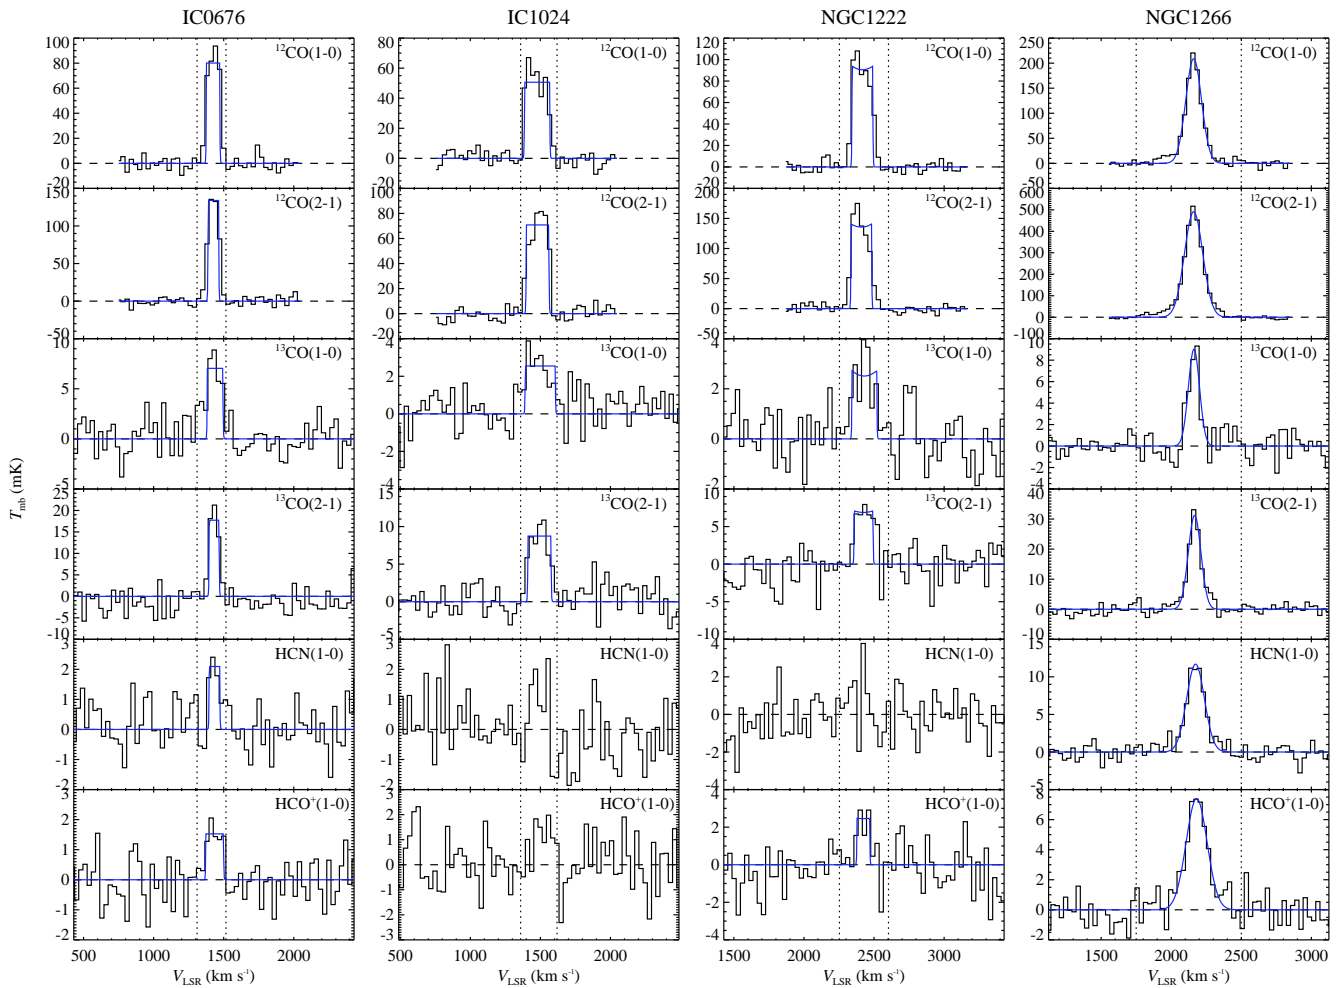 IC0676 IC1024 NGC1222 NGC1266
¹²CO(1-0) ¹²CO(1-0) ¹²CO(1-0) ¹²CO(1-0)
100 80 60 40 20 0 -20
80 60 40 20 0 -20
120 100 80 60 40 20 0 -20
250 200 150 100 50 0 -50
¹²CO(2-1) ¹²CO(2-1) ¹²CO(2-1) ¹²CO(2-1)
150 100 50 0 -50
100 80 60 40 20 0 -20
200 150 100 50 0 -50
600 500 400 300 200 100 0 -100
¹³CO(1-0) ¹³CO(1-0) ¹³CO(1-0) ¹³CO(1-0)
10 5 0 -5
4 2 0 -2 -4
4 2 0 -2
10 8 6 4 2 0 -2 -4
T_mb (mK)
¹³CO(2-1) ¹³CO(2-1) ¹³CO(2-1) ¹³CO(2-1)
25 20 15 10 5 0 -5 -10
15 10 5 0 -5
10 5 0 -5 -10
40 30 20 10 0 -10
HCN(1-0) HCN(1-0) HCN(1-0) HCN(1-0)
3 2 1 0 -1 -2
3 2 1 0 -1 -2
4 2 0 -2 -4
15 10 5 0 -5
HCO⁺(1-0) HCO⁺(1-0) HCO⁺(1-0) HCO⁺(1-0)
3 2 1 0 -1 -2
3 2 1 0 -1 -2 -3
4 2 0 -2 -4
8 6 4 2 0 -2
500 1000 1500 2000 500 1000 1500 2000 1500 2000 2500 3000 1000 1500 2000 2500 3000
V_LSR (km s⁻¹) V_LSR (km s⁻¹) V_LSR (km s⁻¹) V_LSR (km s⁻¹)